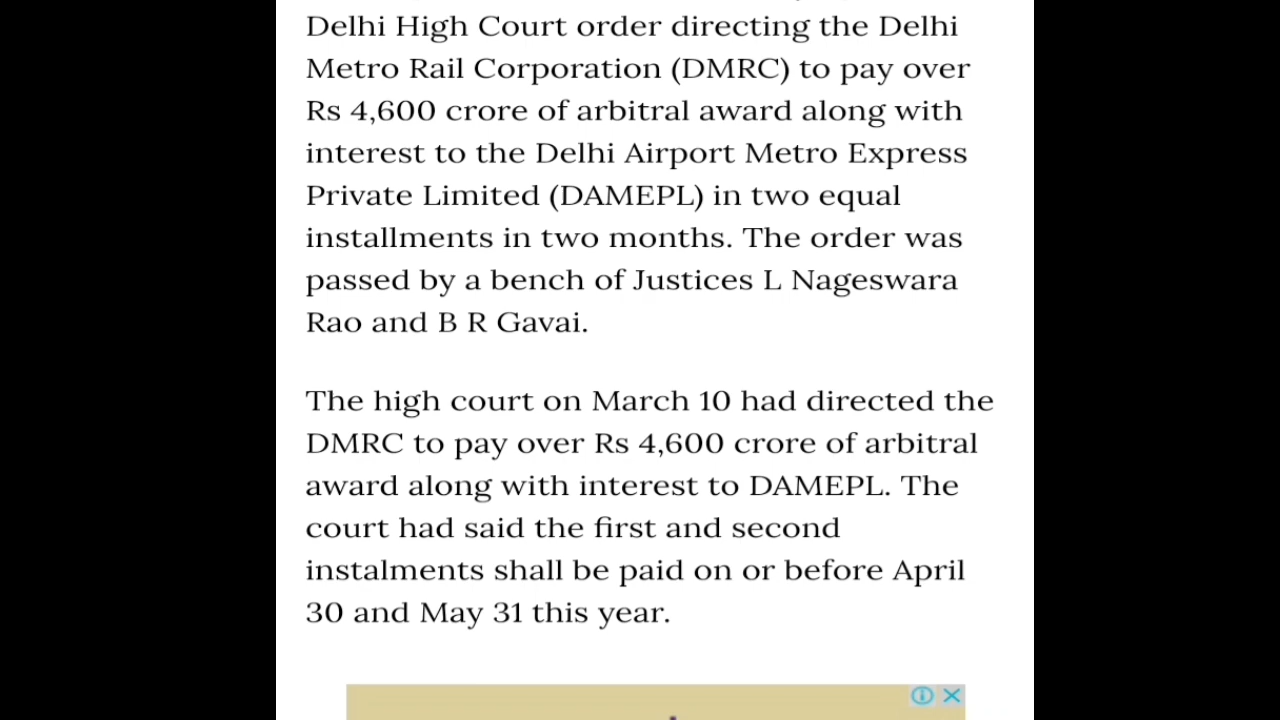 Delhi High Court order directing the Delhi
Metro Rail Corporation (DMRC) to pay over
Rs 4,600 crore of arbitral award along with
interest to the Delhi Airport Metro Express
Private Limited (DAMEPL) in two equal
installments in two months. The order was
passed by a bench of Justices L Nageswara
Rao and B R Gavai.
The high court on March 10 had directed the
DMRC to pay over Rs 4,600 crore of arbitral
award along with interest to DAMEPL. The
court had said the first and second
instalments shall be paid on or before April
30 and May 31 this year.